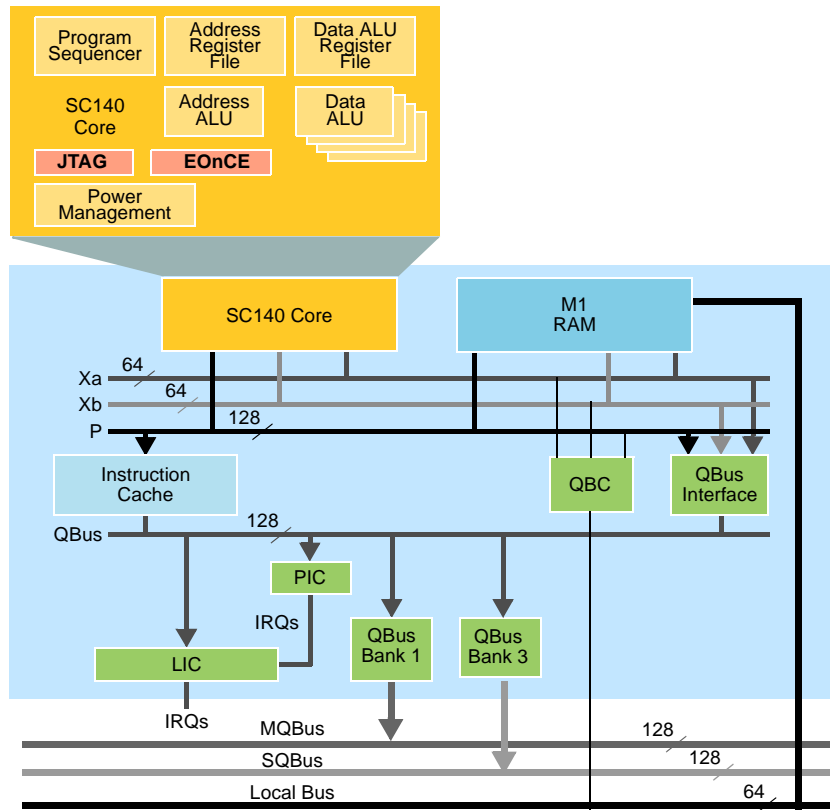 Program
Sequencer
Address
Register
File
Data ALU
Register
File
SC140
Core
Address
ALU
Data
ALU
JTAG
EOnCE
Power
Management
SC140 Core
M1
RAM
Xa
64
Xb
64
P
128
Instruction
Cache
QBC
QBus
Interface
QBus
128
PIC
IRQs
LIC
QBus
Bank 1
QBus
Bank 3
IRQs
MQBus
128
SQBus
128
Local Bus
64